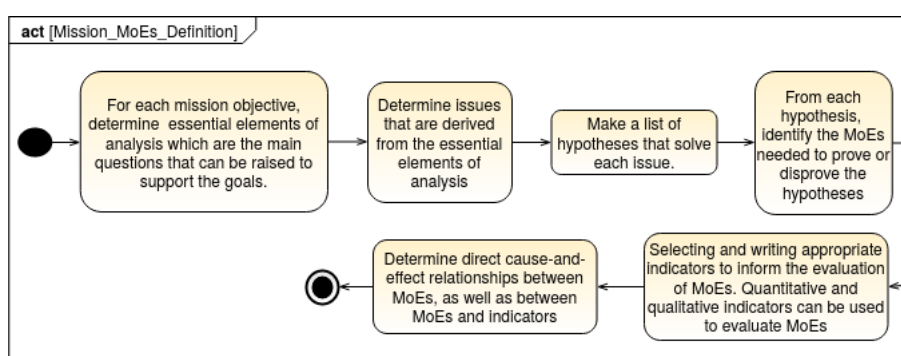 act [Mission_MoEs_Definition]
For each mission objective,
determine essential elements of
analysis which are the main
questions that can be raised to
support the goals.
Determine issues
that are derived
from the essential
elements of
analysis
Make a list of
hypotheses that solve
each issue.
From each
hypothesis,
identify the MoEs
needed to prove or
disprove the
hypotheses
Selecting and writing appropriate
indicators to inform the evaluation
of MoEs. Quantitative and
qualitative indicators can be used
to evaluate MoEs
Determine direct cause-and-
effect relationships between
MoEs, as well as between
MoEs and indicators